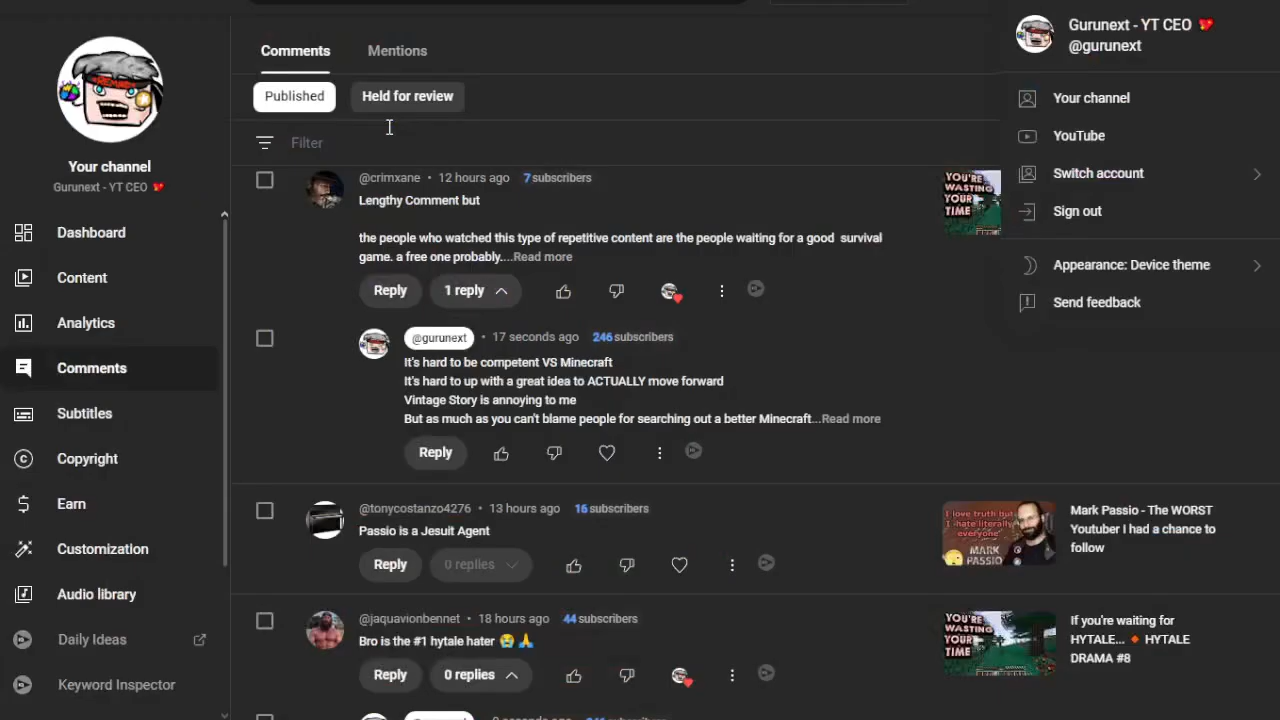 Gurunext - YT CEO
@gurunext
Your channel
YouTube
Switch account
Sign out
Appearance: Device theme
Send feedback
Your channel
Gurunext - YT CEO
Dashboard
Content
Analytics
Comments
Subtitles
Copyright
Earn
Customization
Audio library
Daily Ideas
Keyword Inspector
Comments
Mentions
Published
Held for review
Filter
@crimxane • 12 hours ago 7 subscribers
Lengthy Comment but
the people who watched this type of repetitive content are the people waiting for a good survival
game. a free one probably....Read more
Reply
1 reply
YOU'RE
WASTING
YOUR
TIME
@gurunext • 17 seconds ago 246 subscribers
It's hard to be competent VS Minecraft
It's hard to up with a great idea to ACTUALLY move forward
Vintage Story is annoying to me
But as much as you can't blame people for searching out a better Minecraft...Read more
Reply
@tonycostanzo4276 • 13 hours ago 16 subscribers
Passio is a Jesuit Agent
Reply
0 replies
I love truth but
I hate literally
everyone
MARK
PASSIO
Mark Passio - The WORST
Youtuber I had a chance to
follow
@jaquavionbennet • 18 hours ago 44 subscribers
Bro is the #1 hytale hater 😭🙏
Reply
0 replies
YOU'RE
WASTING
YOUR
TIME
If you're waiting for
HYTALE... 🔸 HYTALE
DRAMA #8